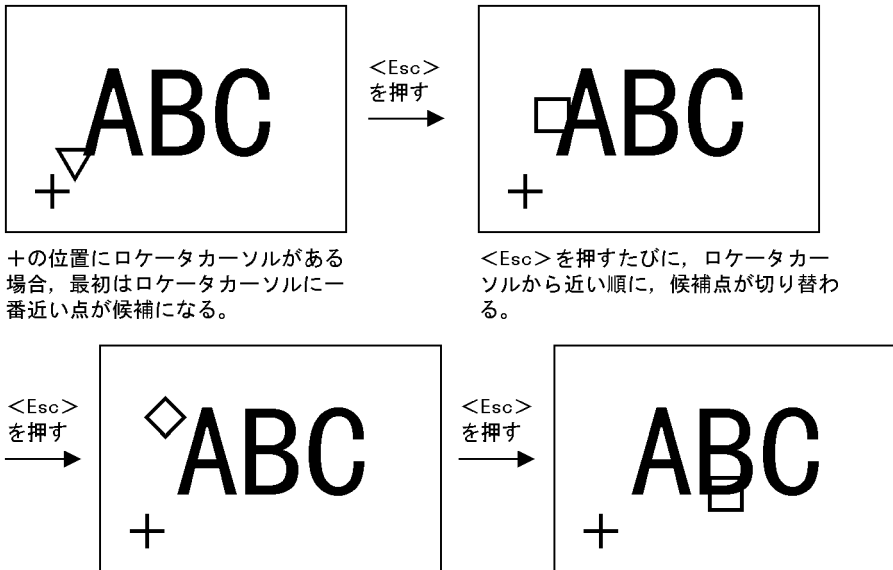 ABC
<Esc>
を押す
ABC
+の位置にロケータカーソルがある
場合,最初はロケータカーソルに一
番近い点が候補になる。
<Esc>を押すたびに,ロケータカー
ソルから近い順に,候補点が切り替わ
る。
<Esc>
を押す
ABC
<Esc>
を押す
ABC